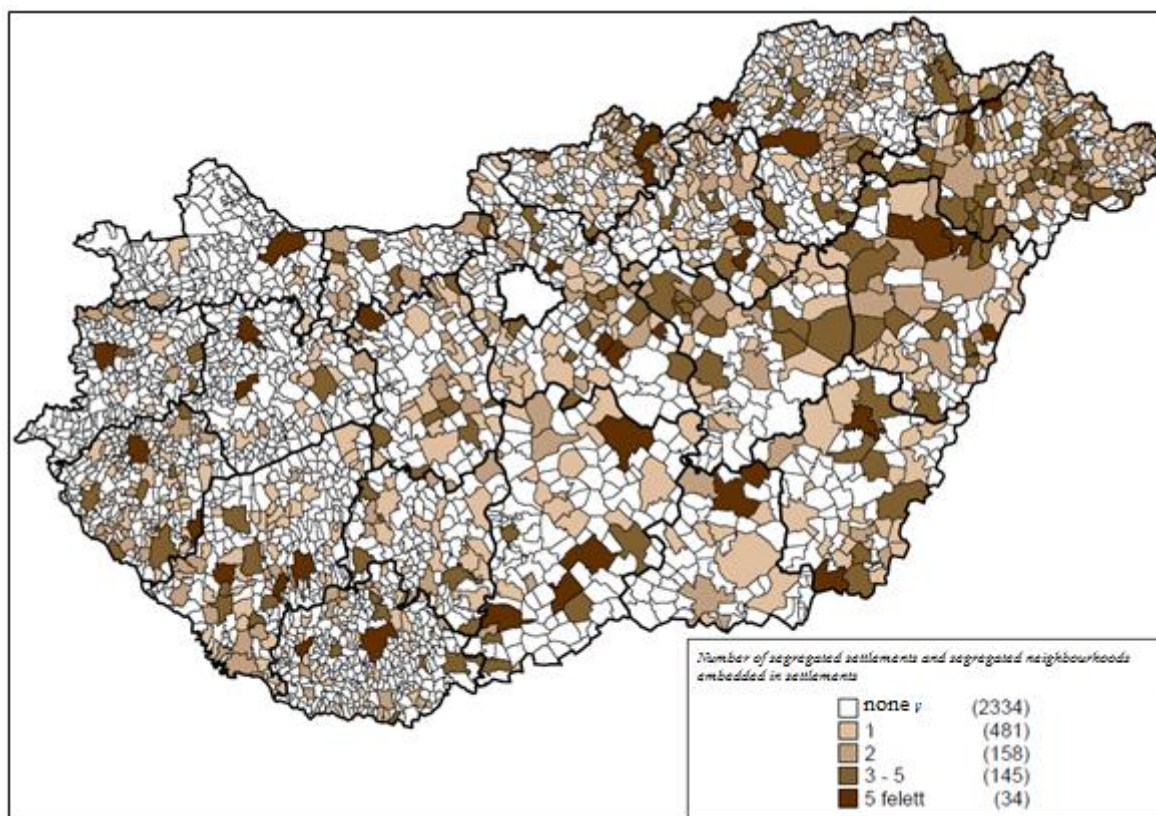 Number of segregated settlements and segregated neighbourhoods
embedded in settlements
none (2334)
1 (481)
2 (158)
3 - 5 (145)
5 felett (34)